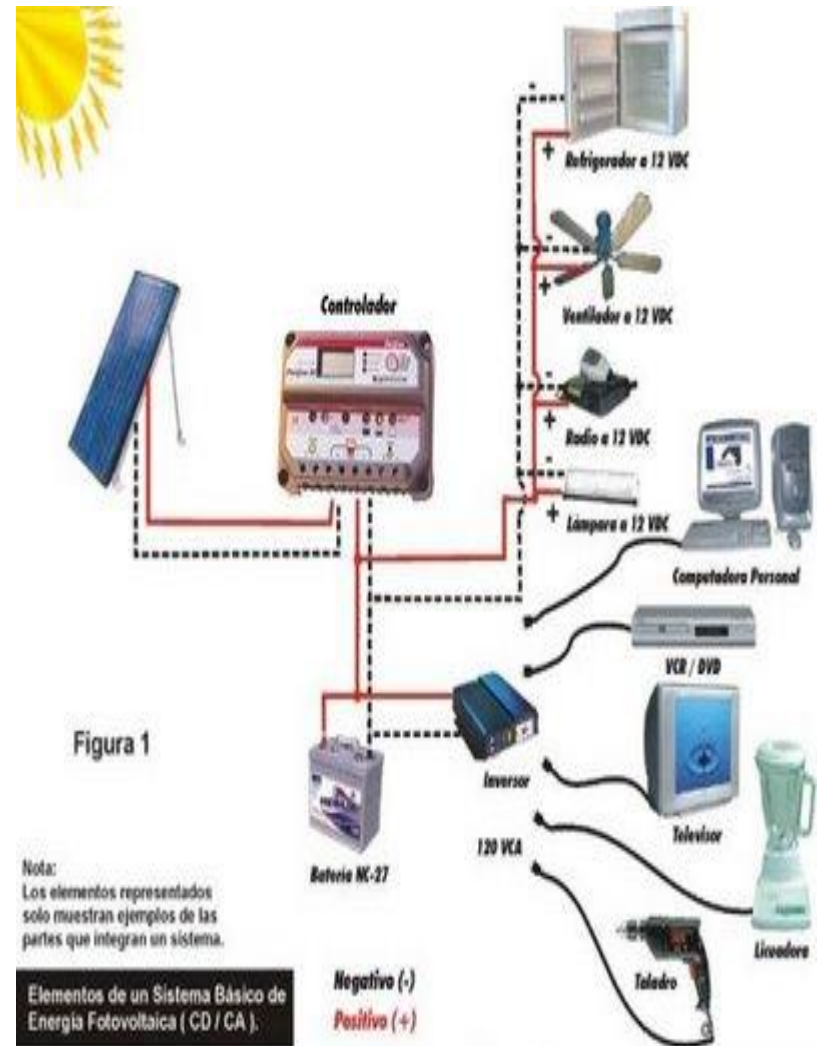 -
+
Refrigerador a 12 VDC
-
+
Ventilador a 12 VDC
Controlador
-
+
Radio a 12 VDC
-
+
Lámpara a 12 VDC
Computadora Personal
VCR / DVD
Figura 1
Inversor
Televisor
120 VCA
Batería NC-27
Licuadora
Taladro
Nota:
Los elementos representados
solo muestran ejemplos de las
partes que integran un sistema.
Elementos de un Sistema Básico de
Energía Fotovoltaica ( CD / CA ).
Negativo (-)
Positivo (+)